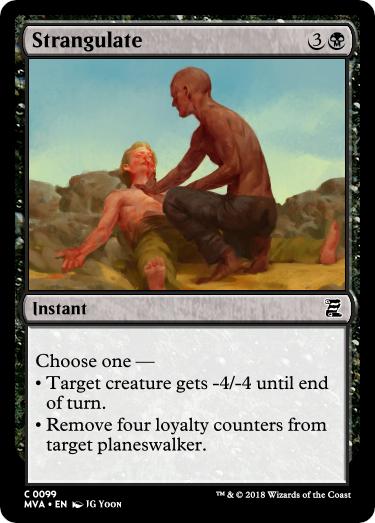 Strangulate 3
Instant
Choose one —
• Target creature gets -4/-4 until end
of turn.
• Remove four loyalty counters from
target planeswalker.
C 0099
MVA • EN JG Yoon
™ & © 2018 Wizards of the Coast